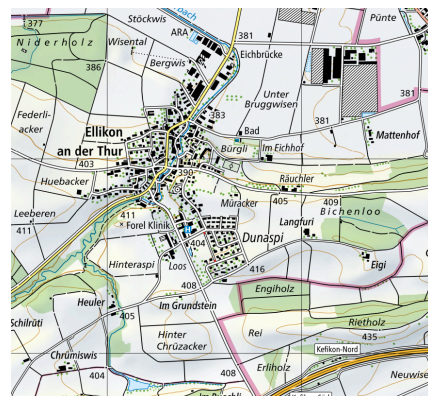 Stöckwis
377
ARA
Pünte
381
Niderholz
Wisental
Eichbrücke
386
Bergwis
Unter
Bruggwisen
381
Federli-
acker
383
Ellikon
an der Thur
Bad
381
Mattenhof
Bürgli
Im Eichhof
403
390
Räuchler
Huebacker
Müracker
405
409
Bichenloo
Leeberen
411
Langfuri
411
Forel Klinik
H
404
Dunaspi
Hinteraspi
Loos
416
Eigi
408
Engiholz
Heuler
Im Grundstein
405
Schilrüti
Hinter
Chrüzacker
Rei
Rietholz
435
Kefikon-Nord
Chrümiswis
Erliholz
404
408
Neuwise